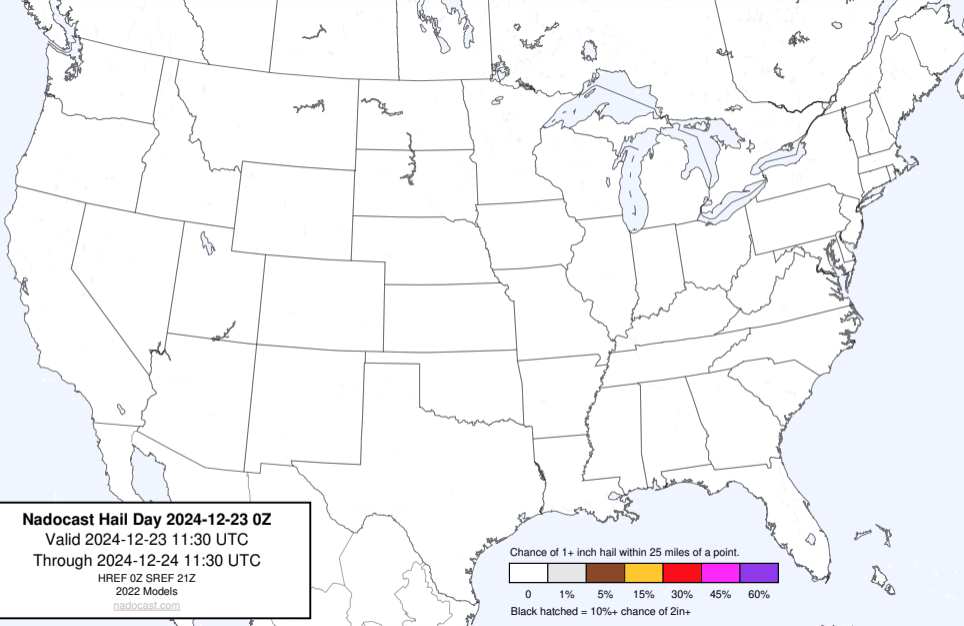 Nadocast Hail Day 2024-12-23 0Z
Valid 2024-12-23 11:30 UTC
Through 2024-12-24 11:30 UTC
HREF 0Z SREF 21Z
2022 Models
nadocast.com
Chance of 1+ inch hail within 25 miles of a point.
0 1% 5% 15% 30% 45% 60%
Black hatched = 10%+ chance of 2in+